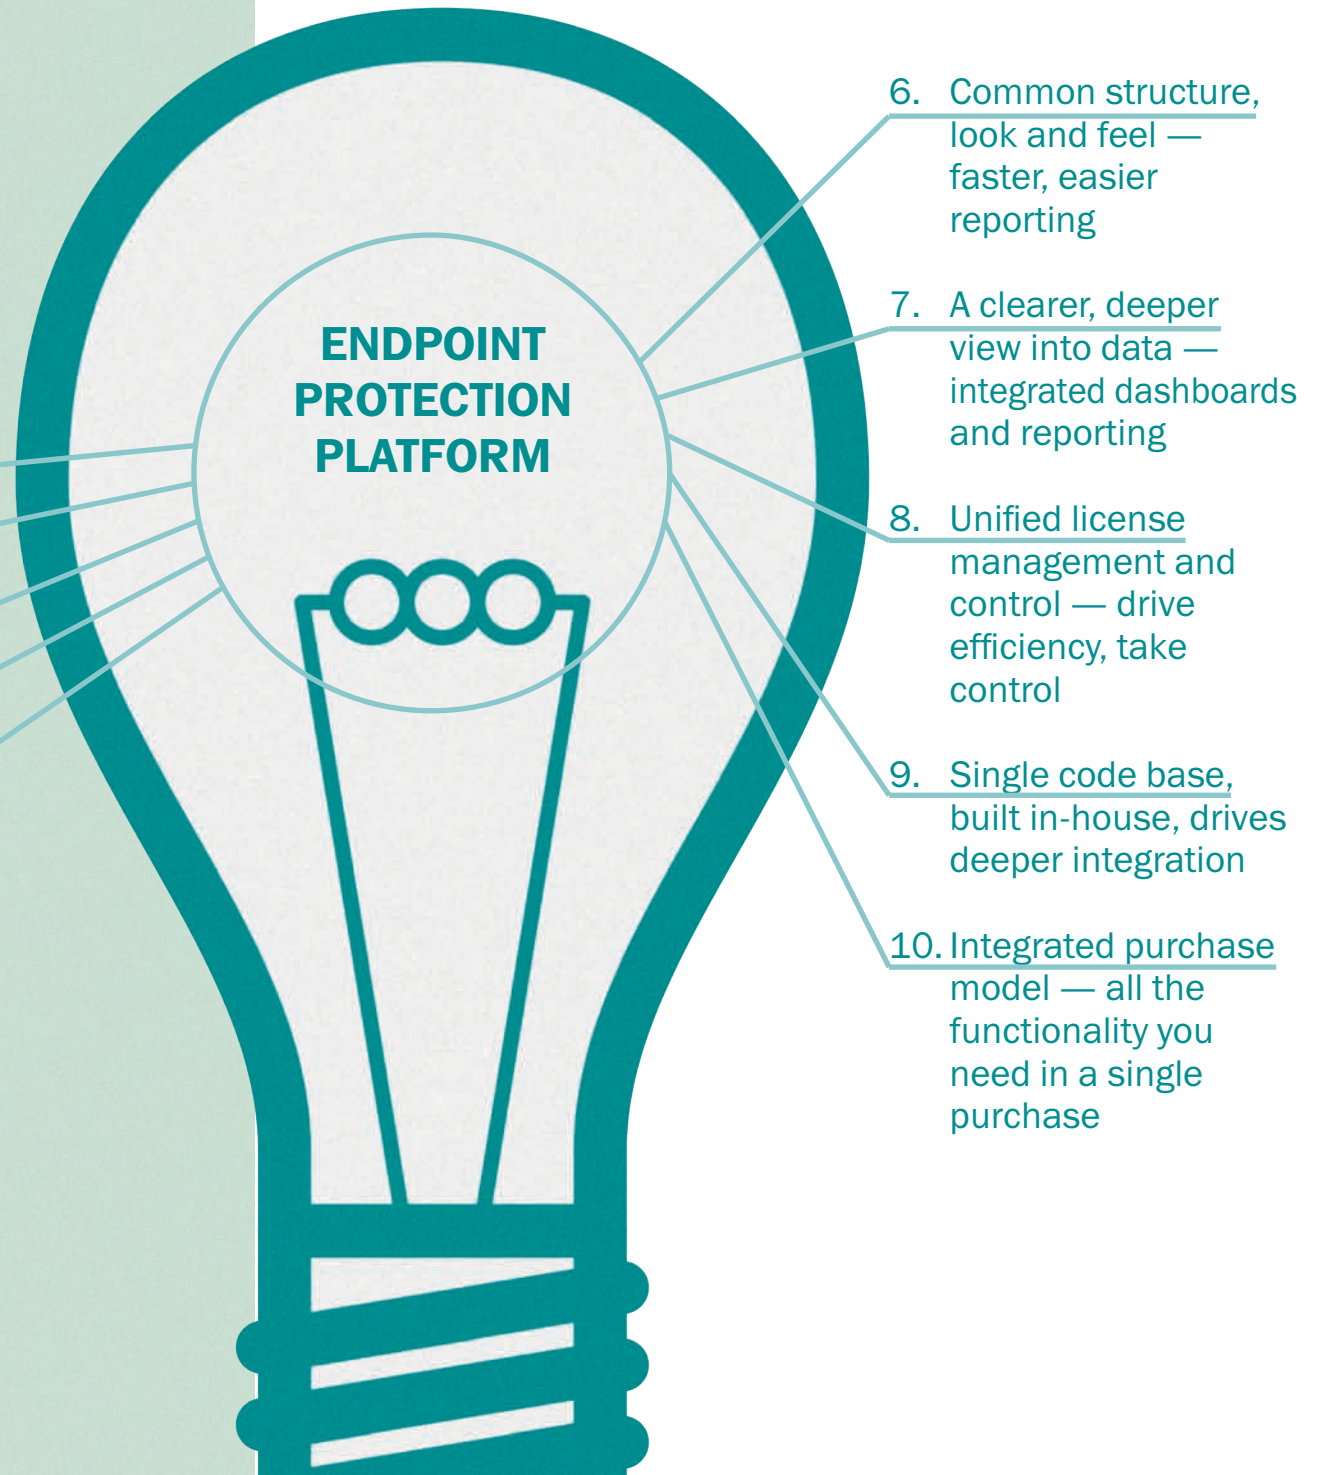 ENDPOINT
PROTECTION
PLATFORM
6. Common structure,
look and feel —
faster, easier
reporting
7. A clearer, deeper
view into data —
integrated dashboards
and reporting
8. Unified license
management and
control — drive
efficiency, take
control
9. Single code base,
built in-house, drives
deeper integration
10. Integrated purchase
model — all the
functionality you
need in a single
purchase